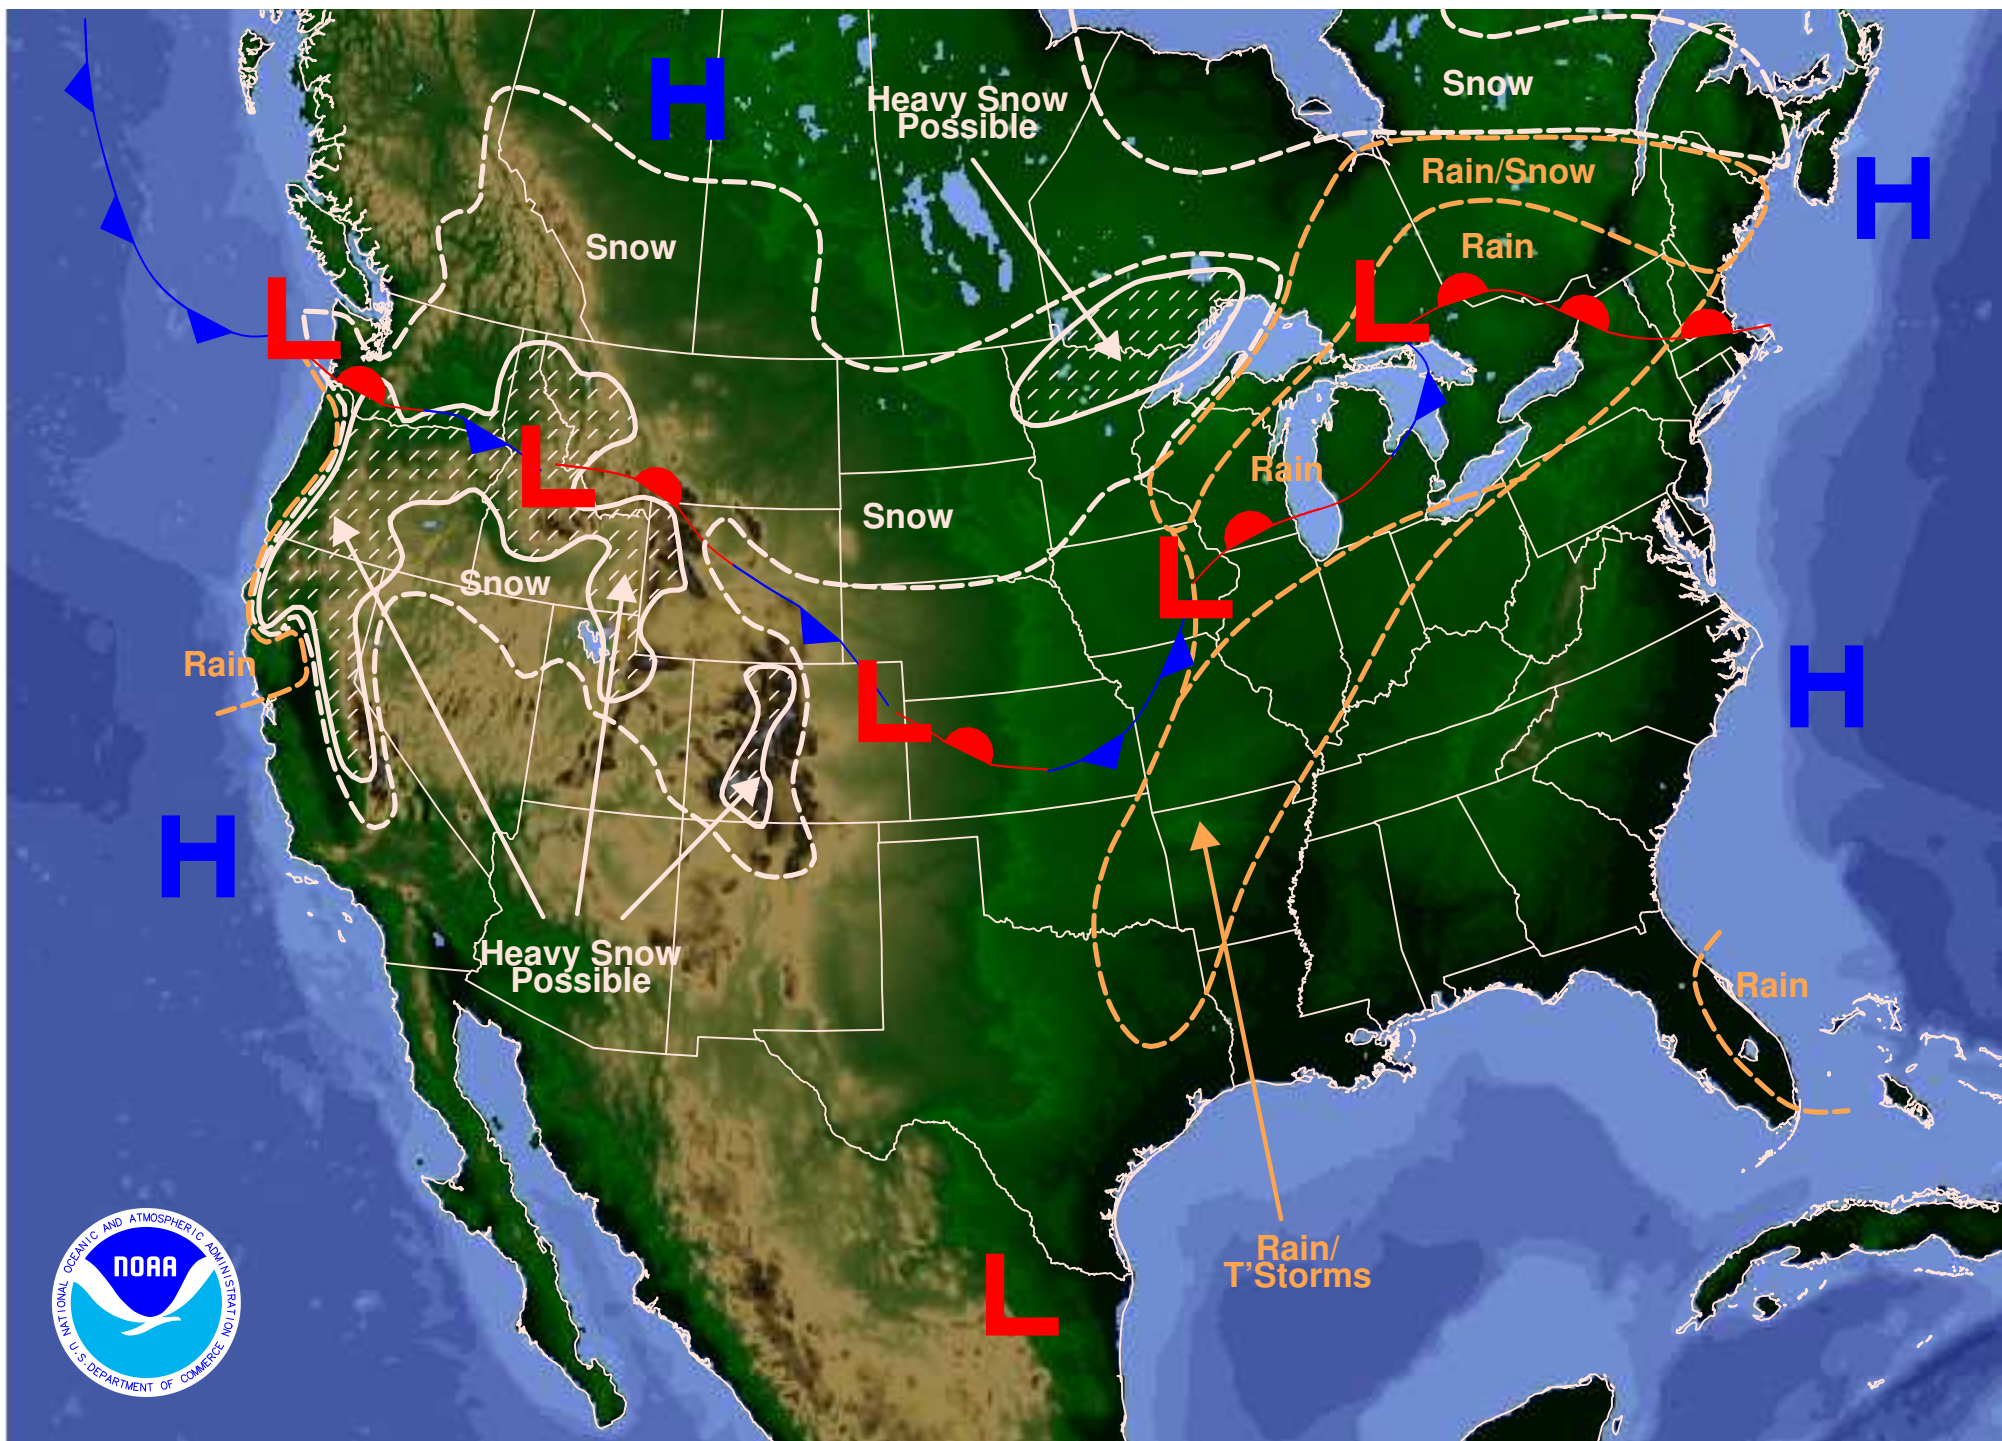 H
Heavy Snow
Possible
Snow
Rain/Snow
H
Snow
Rain
L
L
L
Rain
Snow
Snow
L
Rain
H
L
H
Heavy Snow
Possible
Rain
Rain/
T'Storms
L
NATIONAL OCEANIC AND ATMOSPHERIC ADMINISTRATION
NOAA
U.S. DEPARTMENT OF COMMERCE